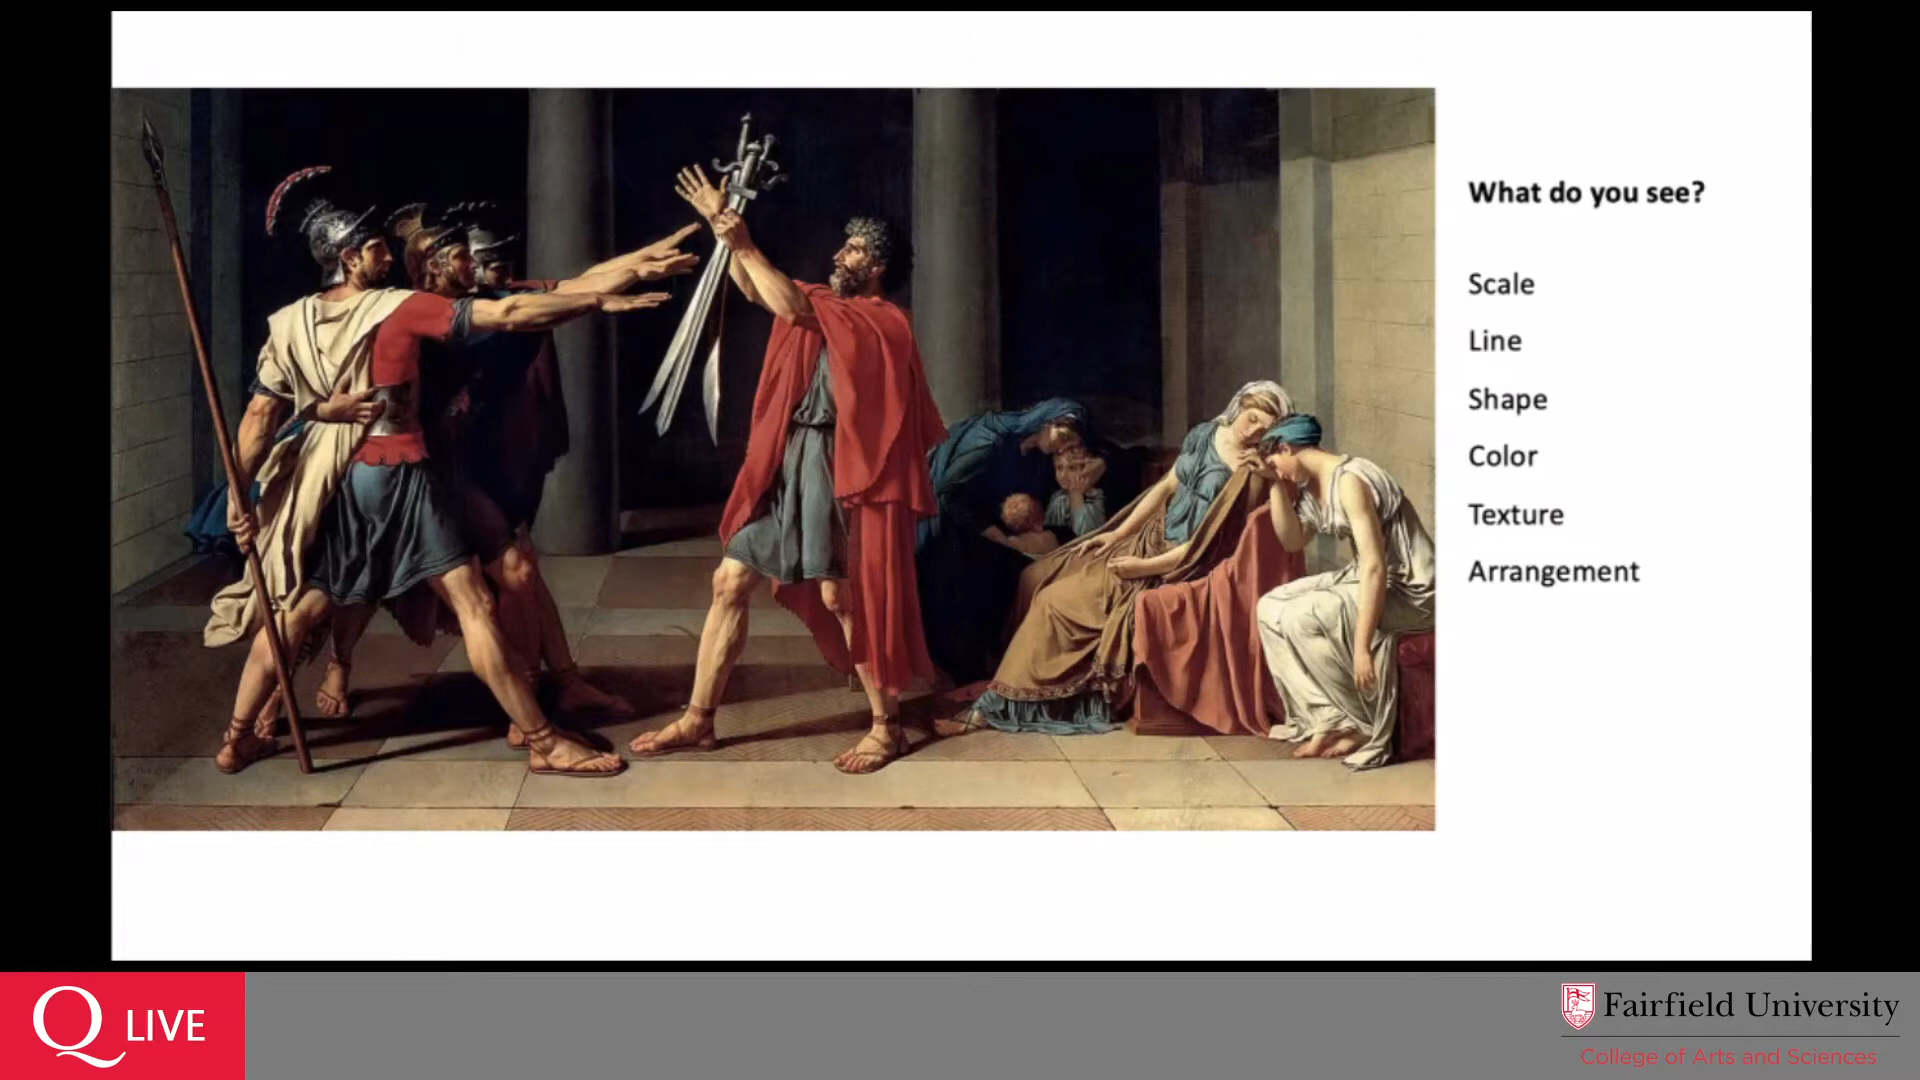 What do you see?
Scale
Line
Shape
Color
Texture
Arrangement
Q LIVE
Fairfield University
College of Arts and Sciences